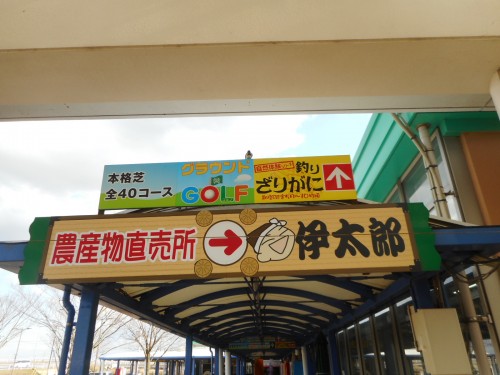 本格芝
全40コース
グラウンド
GOLF
釣り
ざりがに
農産物直売所
伊太郎